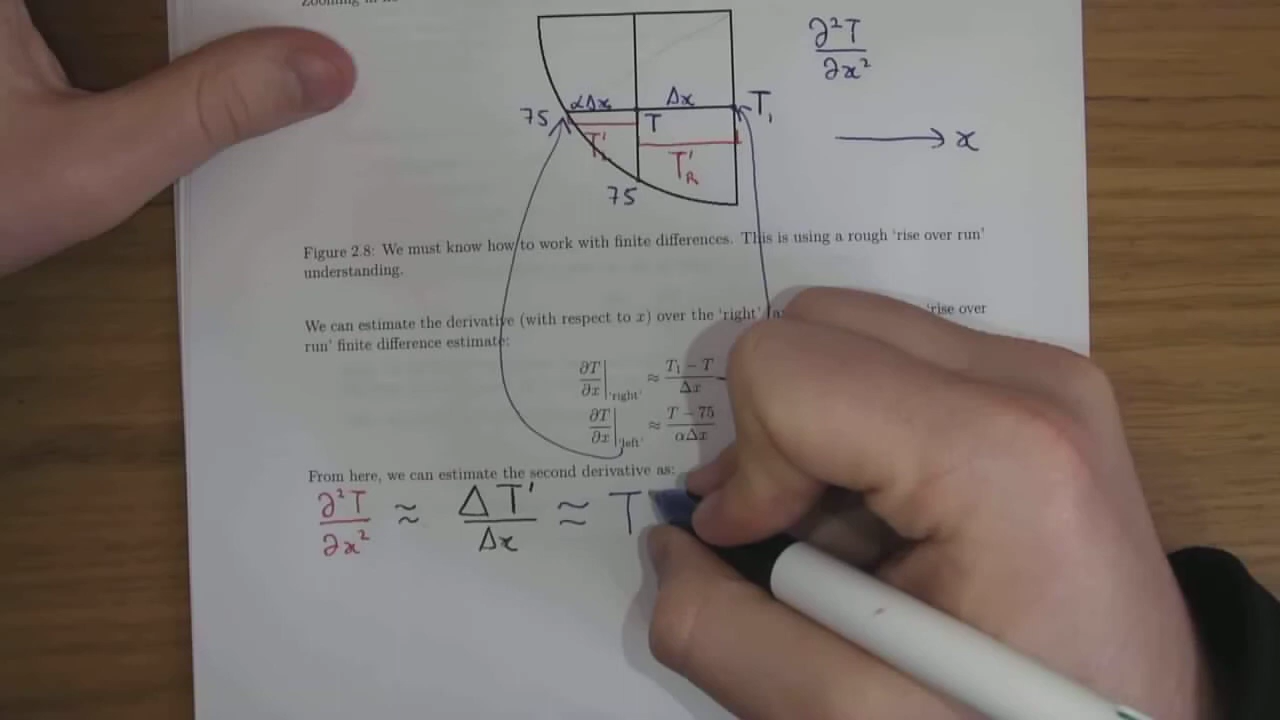 ∂²T
∂x²
αΔx Δx
75 T T₁
T'_L T'_R
x
75
Figure 2.8: We must know how to work with finite differences. This is using a rough ‘rise over run’
understanding.
We can estimate the derivative (with respect to x) over the ‘right’ ‘rise over
run’ finite difference estimate:
∂T/∂x|‘right’ ≈ T₁ − T / Δx
∂T/∂x|‘left’ ≈ T − 75 / αΔx
From here, we can estimate the second derivative as:
∂²T/∂x² ≈ ΔT'/Δx ≈ T